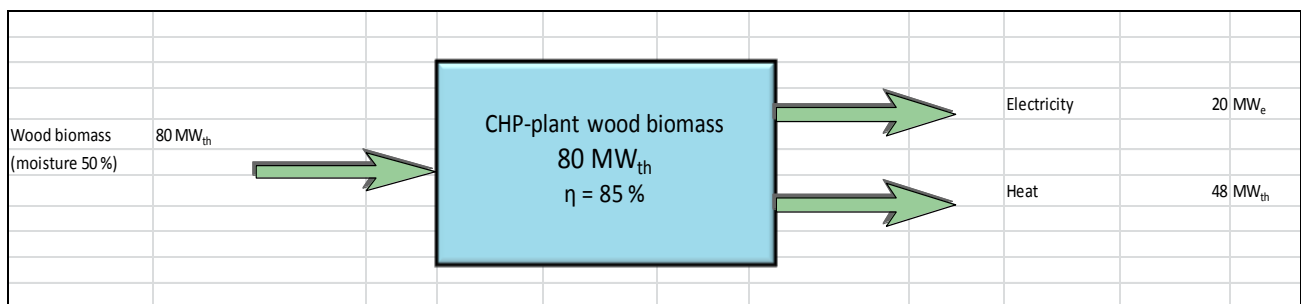 Wood biomass 80 MWth
(moisture 50 %)
CHP-plant wood biomass
80 MWth
η = 85 %
Electricity 20 MWe
Heat 48 MWth